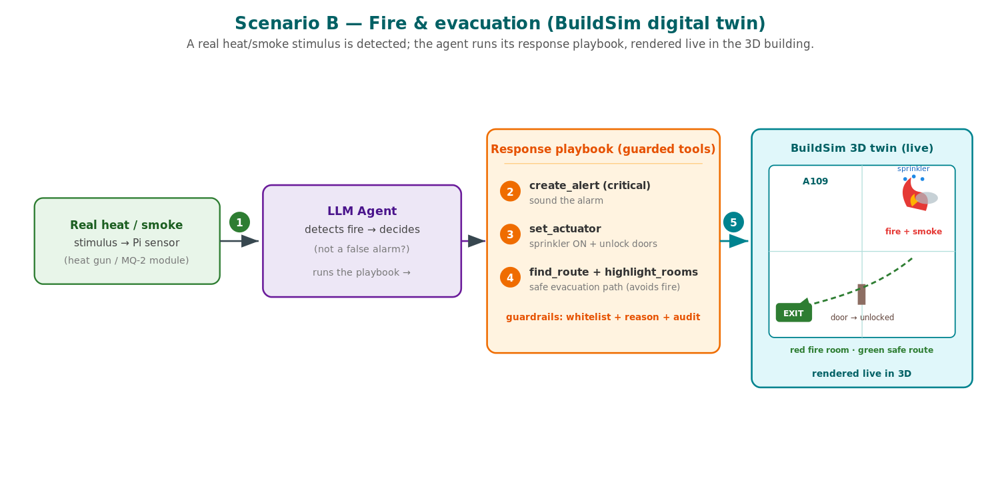 Scenario B — Fire & evacuation (BuildSim digital twin)
A real heat/smoke stimulus is detected; the agent runs its response playbook, rendered live in the 3D building.
Real heat / smoke
stimulus → Pi sensor
(heat gun / MQ-2 module)
1
LLM Agent
detects fire → decides
(not a false alarm?)
runs the playbook →
Response playbook (guarded tools)
2
create_alert (critical)
sound the alarm
3
set_actuator
sprinkler ON + unlock doors
4
find_route + highlight_rooms
safe evacuation path (avoids fire)
guardrails: whitelist + reason + audit
5
BuildSim 3D twin (live)
sprinkler
A109
fire + smoke
EXIT
door → unlocked
red fire room · green safe route
rendered live in 3D